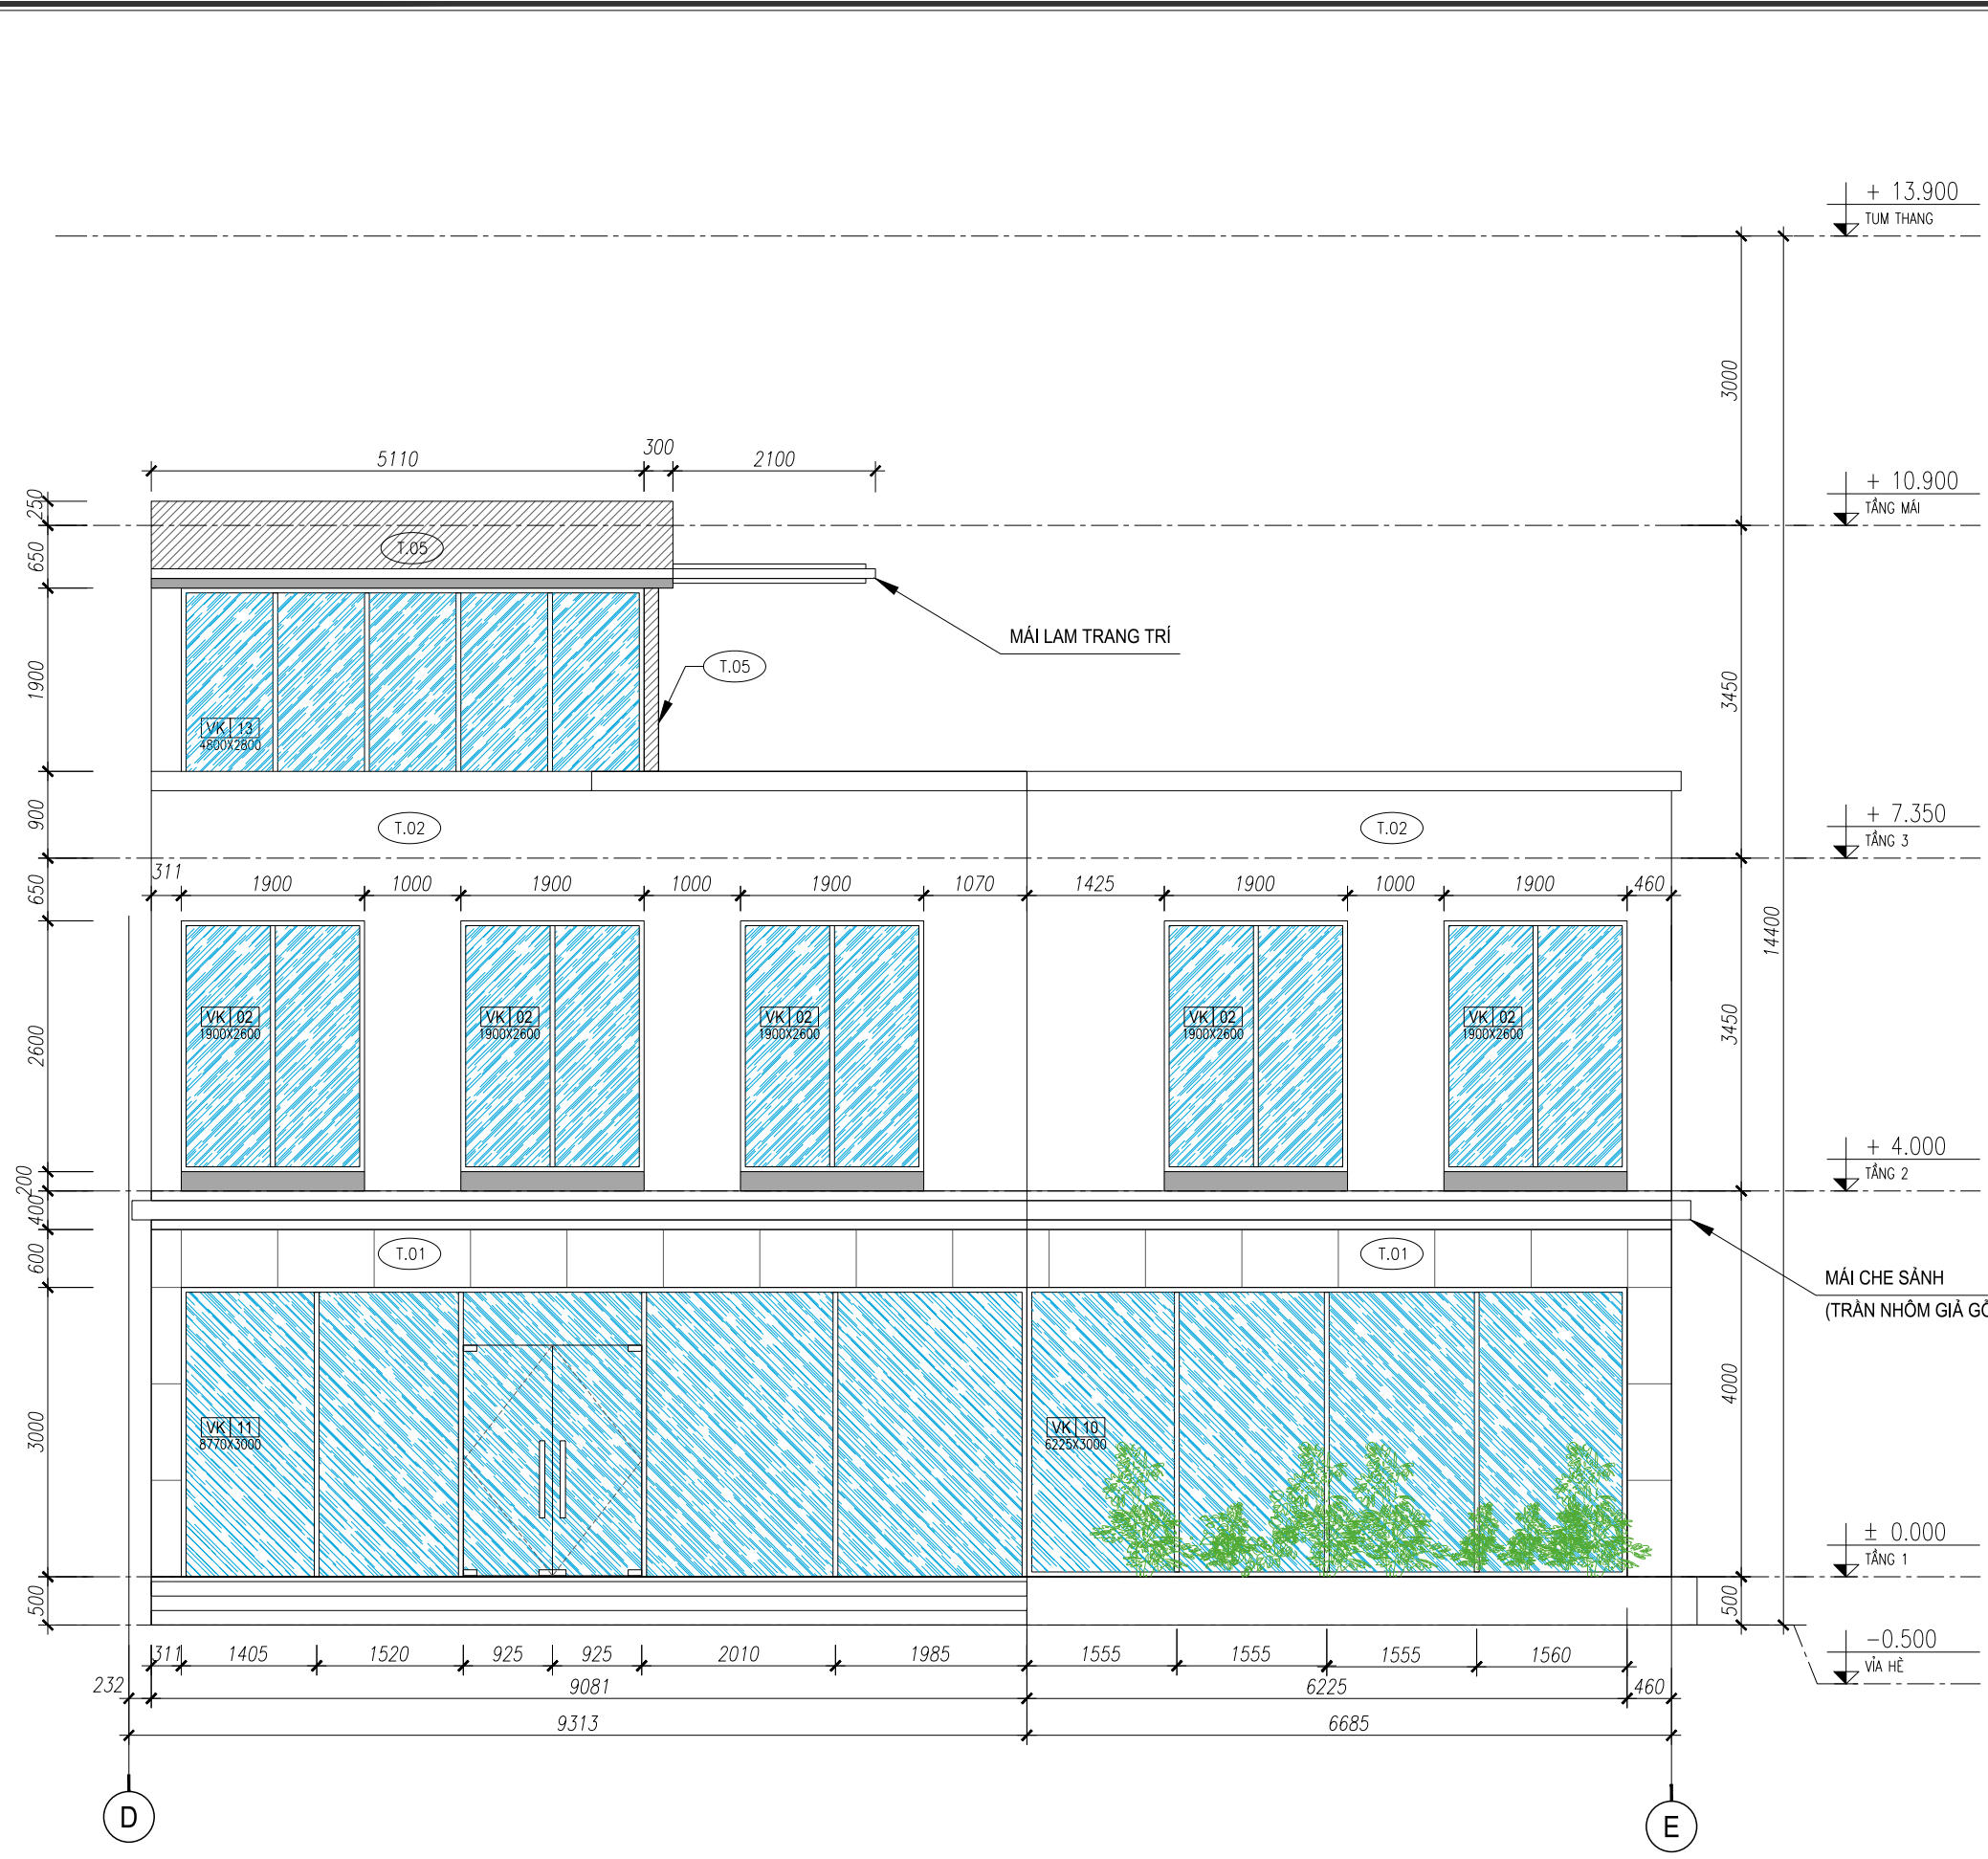 + 13.900
TUM THANG
3000
5110
300
2100
+ 10.900
TẦNG MÁI
250
650
T.05
MÁI LAM TRANG TRÍ
T.05
1900
3450
VK 13
4800X2800
900
T.02
T.02
+ 7.350
TẦNG 3
650
311
1900
1000
1900
1000
1900
1070
1425
1900
1000
1900
460
14400
VK 02
1900X2600
VK 02
1900X2600
VK 02
1900X2600
VK 02
1900X2600
VK 02
1900X2600
2600
3450
+ 4.000
TẦNG 2
200
400
600
T.01
T.01
MÁI CHE SẢNH
(TRẦN NHÔM GIẢ GỖ
4000
3000
VK 11
8770X3000
VK 10
6225X3000
± 0.000
TẦNG 1
500
500
-0.500
VỈA HÈ
311
1405
1520
925
925
2010
1985
1555
1555
1555
1560
232
9081
6225
460
9313
6685
D
E